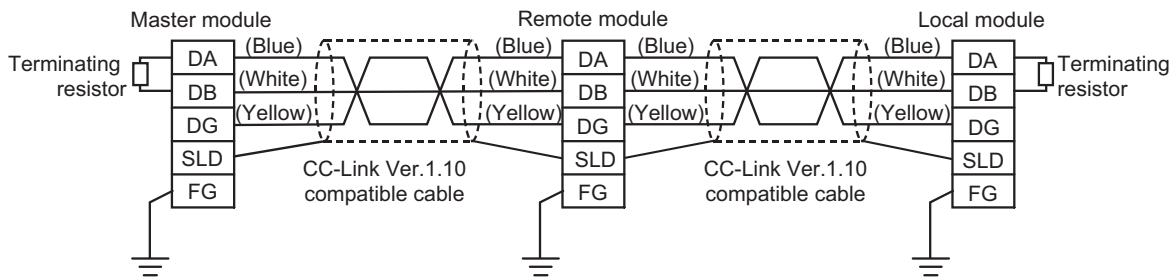 Master module Remote module Local module
Terminating resistor
DA (Blue) (Blue) DA (Blue) (Blue) DA
DB (White) (White) DB (White) (White) DB
DG (Yellow) (Yellow) DG (Yellow) (Yellow) DG
SLD SLD SLD
FG FG FG
Terminating resistor
CC-Link Ver.1.10
compatible cable
CC-Link Ver.1.10
compatible cable